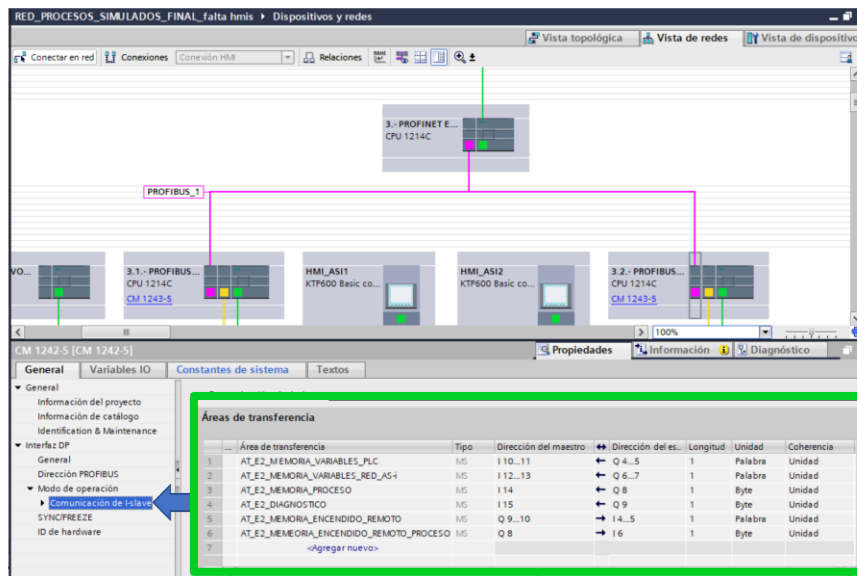 RED_PROCESOS_SIMULADOS_FINAL_falta hmis ▸ Dispositivos y redes
Vista topológica Vista de redes Vista de dispositivo
Conectar en red Conexiones Conexión HMI Relaciones
3.- PROFINET E...
CPU 1214C
PROFIBUS_1
VO...
3.1.- PROFIBUS...
CPU 1214C
CM 1243-5
HMI_ASI1
KTP600 Basic co...
HMI_ASI2
KTP600 Basic co...
3.2.- PROFIBUS...
CPU 1214C
CM 1243-5
100%
CM 1242-5 [CM 1242-5]
Propiedades Información Diagnóstico
General Variables IO Constantes de sistema Textos
General
Información del proyecto
Información de catálogo
Identification & Maintenance
Interfaz DP
General
Dirección PROFIBUS
Modo de operación
Comunicación de I-slave
SYNC/FREEZE
ID de hardware
Áreas de transferencia
... Área de transferencia Tipo Dirección del maestro ↔ Dirección del es.. Longitud Unidad Coherencia
1 AT_E2_MEMORIA_VARIABLES_PLC MS I 10...11 ← Q 4...5 1 Palabra Unidad
2 AT_E2_MEMORIA_VARIABLES_RED_AS-i MS I 12...13 ← Q 6...7 1 Palabra Unidad
3 AT_E2_MEMORIA_PROCESO MS I 14 ← Q 8 1 Byte Unidad
4 AT_E2_DIAGNOSTICO MS I 15 ← Q 9 1 Byte Unidad
5 AT_E2_MEMORIA_ENCENDIDO_REMOTO MS Q 9...10 → I 4...5 1 Palabra Unidad
6 AT_E2_MEMEORIA_ENCENDIDO_REMOTO_PROCESO MS Q 8 → I 6 1 Byte Unidad
7 <Agregar nuevo>